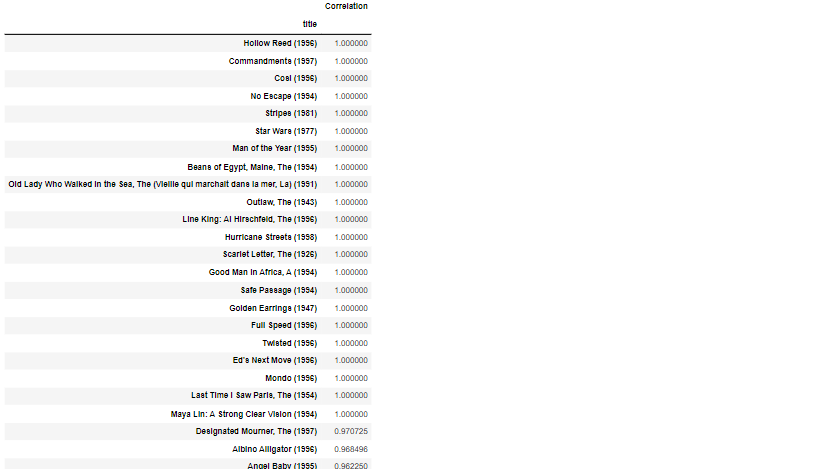 Correlation
title
Hollow Reed (1996) 1.000000
Commandments (1997) 1.000000
Cosi (1996) 1.000000
No Escape (1994) 1.000000
Stripes (1981) 1.000000
Star Wars (1977) 1.000000
Man of the Year (1995) 1.000000
Beans of Egypt, Maine, The (1994) 1.000000
Old Lady Who Walked in the Sea, The (Vieille qui marchait dans la mer, La) (1991) 1.000000
Outlaw, The (1943) 1.000000
Line King: Al Hirschfeld, The (1996) 1.000000
Hurricane Streets (1998) 1.000000
Scarlet Letter, The (1926) 1.000000
Good Man in Africa, A (1994) 1.000000
Safe Passage (1994) 1.000000
Golden Earrings (1947) 1.000000
Full Speed (1996) 1.000000
Twisted (1996) 1.000000
Ed's Next Move (1996) 1.000000
Mondo (1996) 1.000000
Last Time I Saw Paris, The (1954) 1.000000
Maya Lin: A Strong Clear Vision (1994) 1.000000
Designated Mourner, The (1997) 0.970725
Albino Alligator (1996) 0.968496
Angel Baby (1995) 0.962250